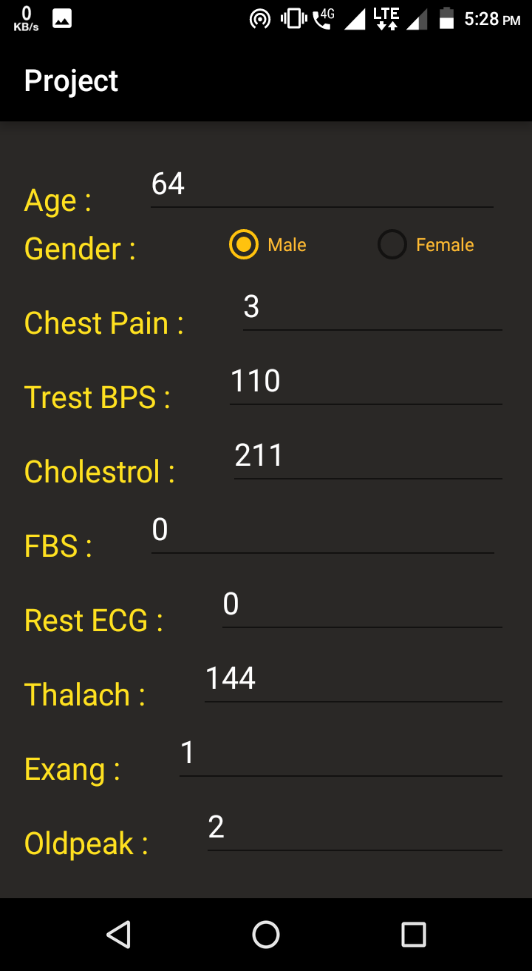 0 KB/s 4G LTE 5:28 PM
Project
Age : 64
Gender : Male Female
Chest Pain : 3
Trest BPS : 110
Cholestrol : 211
FBS : 0
Rest ECG : 0
Thalach : 144
Exang : 1
Oldpeak : 2